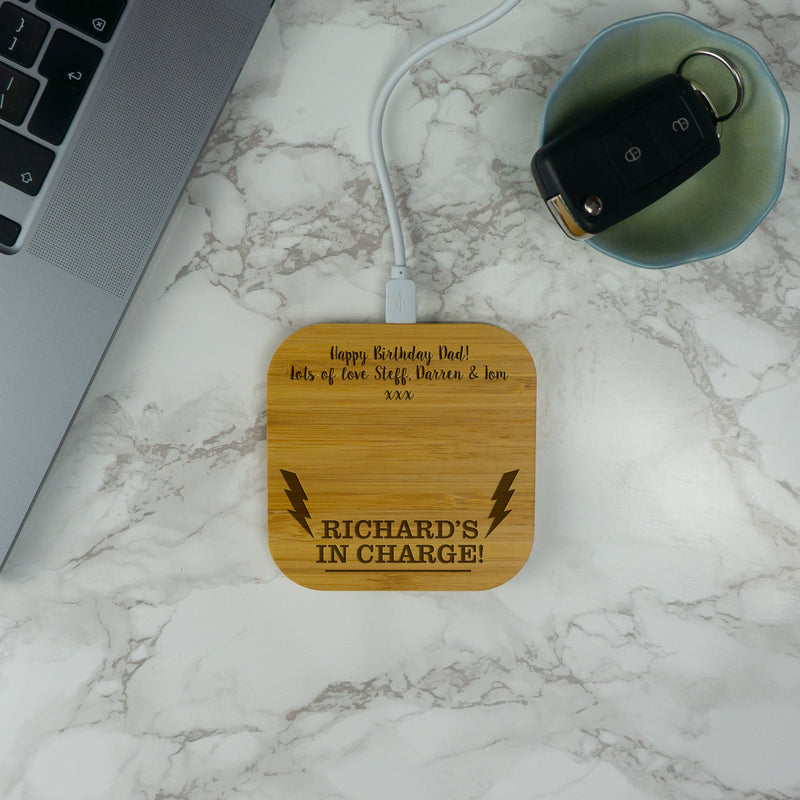 Happy Birthday Dad!
Lots of love Steff, Darren & Tom
xxx
RICHARD'S
IN CHARGE!